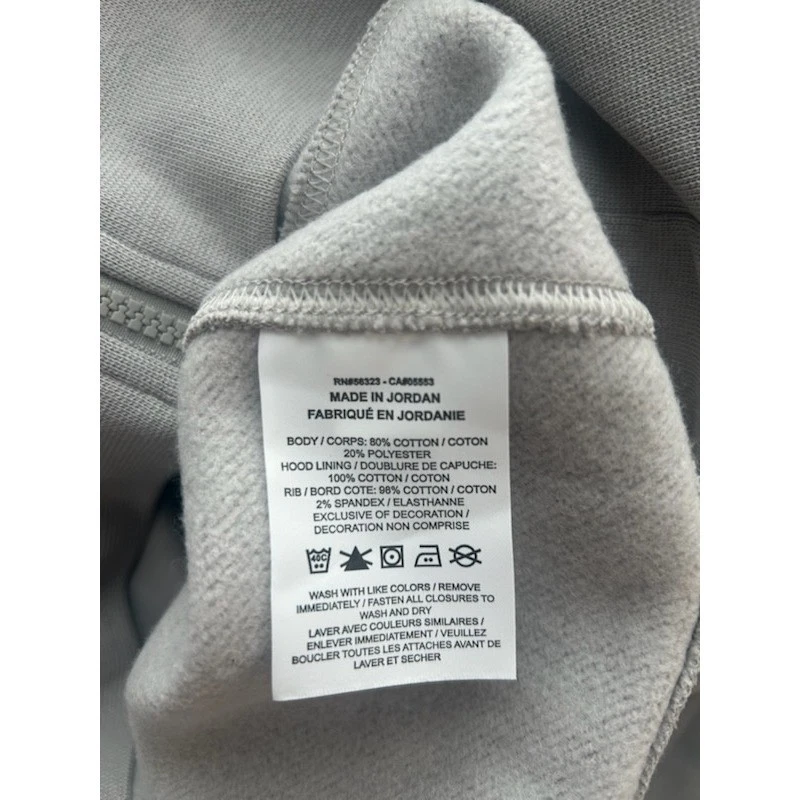 RN#56323 - CA#05553
MADE IN JORDAN
FABRIQUÉ EN JORDANIE
BODY / CORPS: 80% COTTON / COTON
20% POLYESTER
HOOD LINING / DOUBLURE DE CAPUCHE:
100% COTTON / COTON
RIB / BORD COTE: 98% COTTON / COTON
2% SPANDEX / ELASTHANNE
EXCLUSIVE OF DECORATION /
DECORATION NON COMPRISE
40C
WASH WITH LIKE COLORS / REMOVE
IMMEDIATELY / FASTEN ALL CLOSURES TO
WASH AND DRY
LAVER AVEC COULEURS SIMILAIRES /
ENLEVER IMMEDIATEMENT / VEUILLEZ
BOUCLER TOUTES LES ATTACHES AVANT DE
LAVER ET SECHER